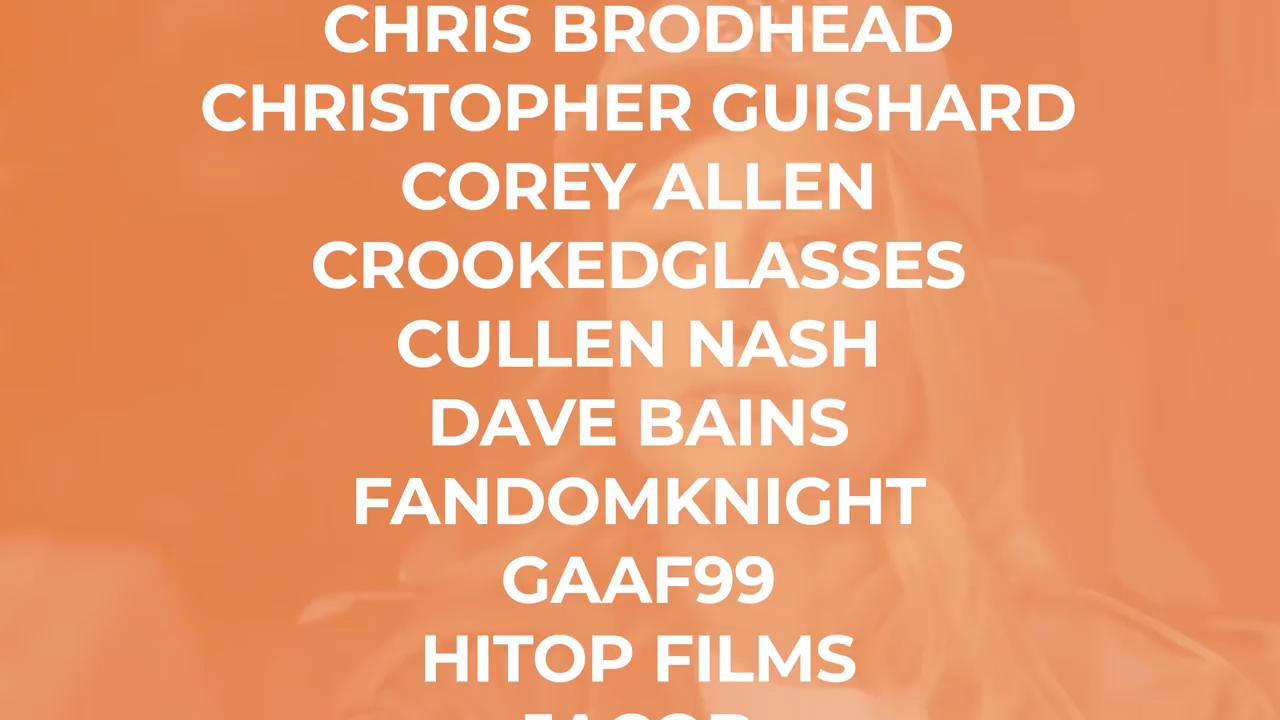 CHRIS BRODHEAD
CHRISTOPHER GUISHARD
COREY ALLEN
CROOKEDGLASSES
CULLEN NASH
DAVE BAINS
FANDOMKNIGHT
GAAF99
HITOP FILMS